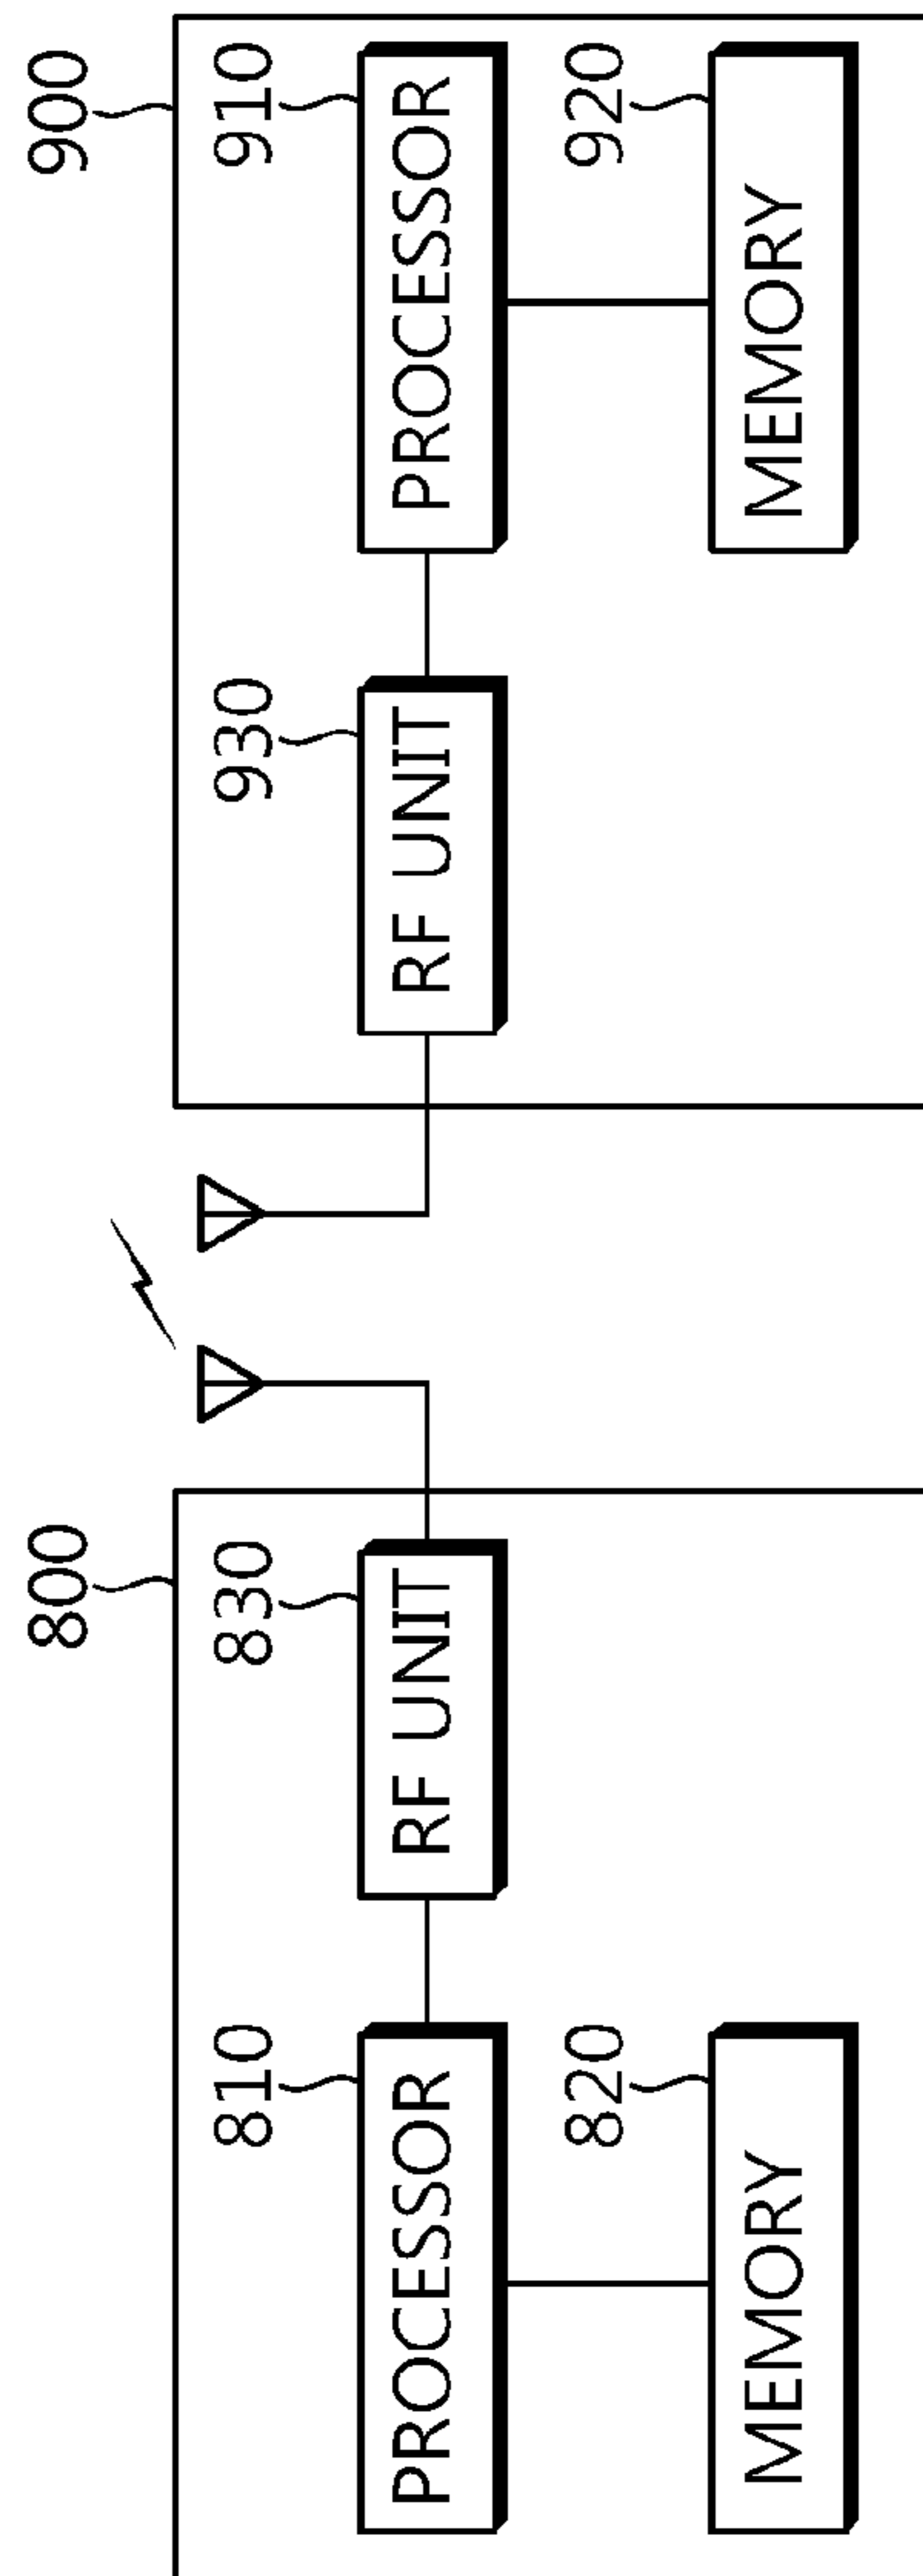 800
900
810
PROCESSOR
830
RF UNIT
930
RF UNIT
910
PROCESSOR
820
MEMORY
920
MEMORY